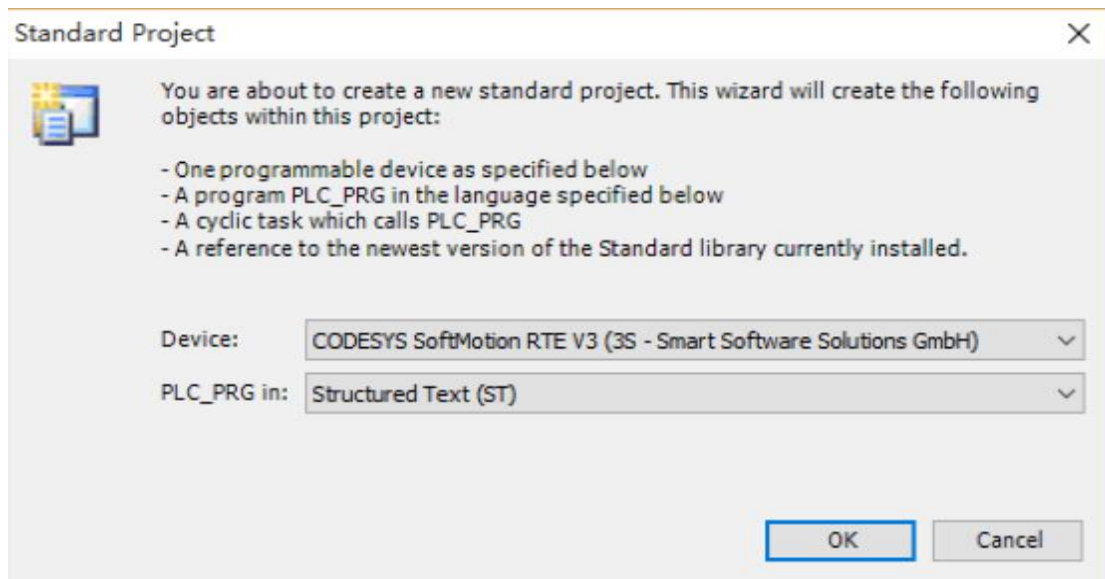 Standard Project
You are about to create a new standard project. This wizard will create the following
objects within this project:
- One programmable device as specified below
- A program PLC_PRG in the language specified below
- A cyclic task which calls PLC_PRG
- A reference to the newest version of the Standard library currently installed.
Device: CODESYS SoftMotion RTE V3 (3S - Smart Software Solutions GmbH)
PLC_PRG in: Structured Text (ST)
OK Cancel